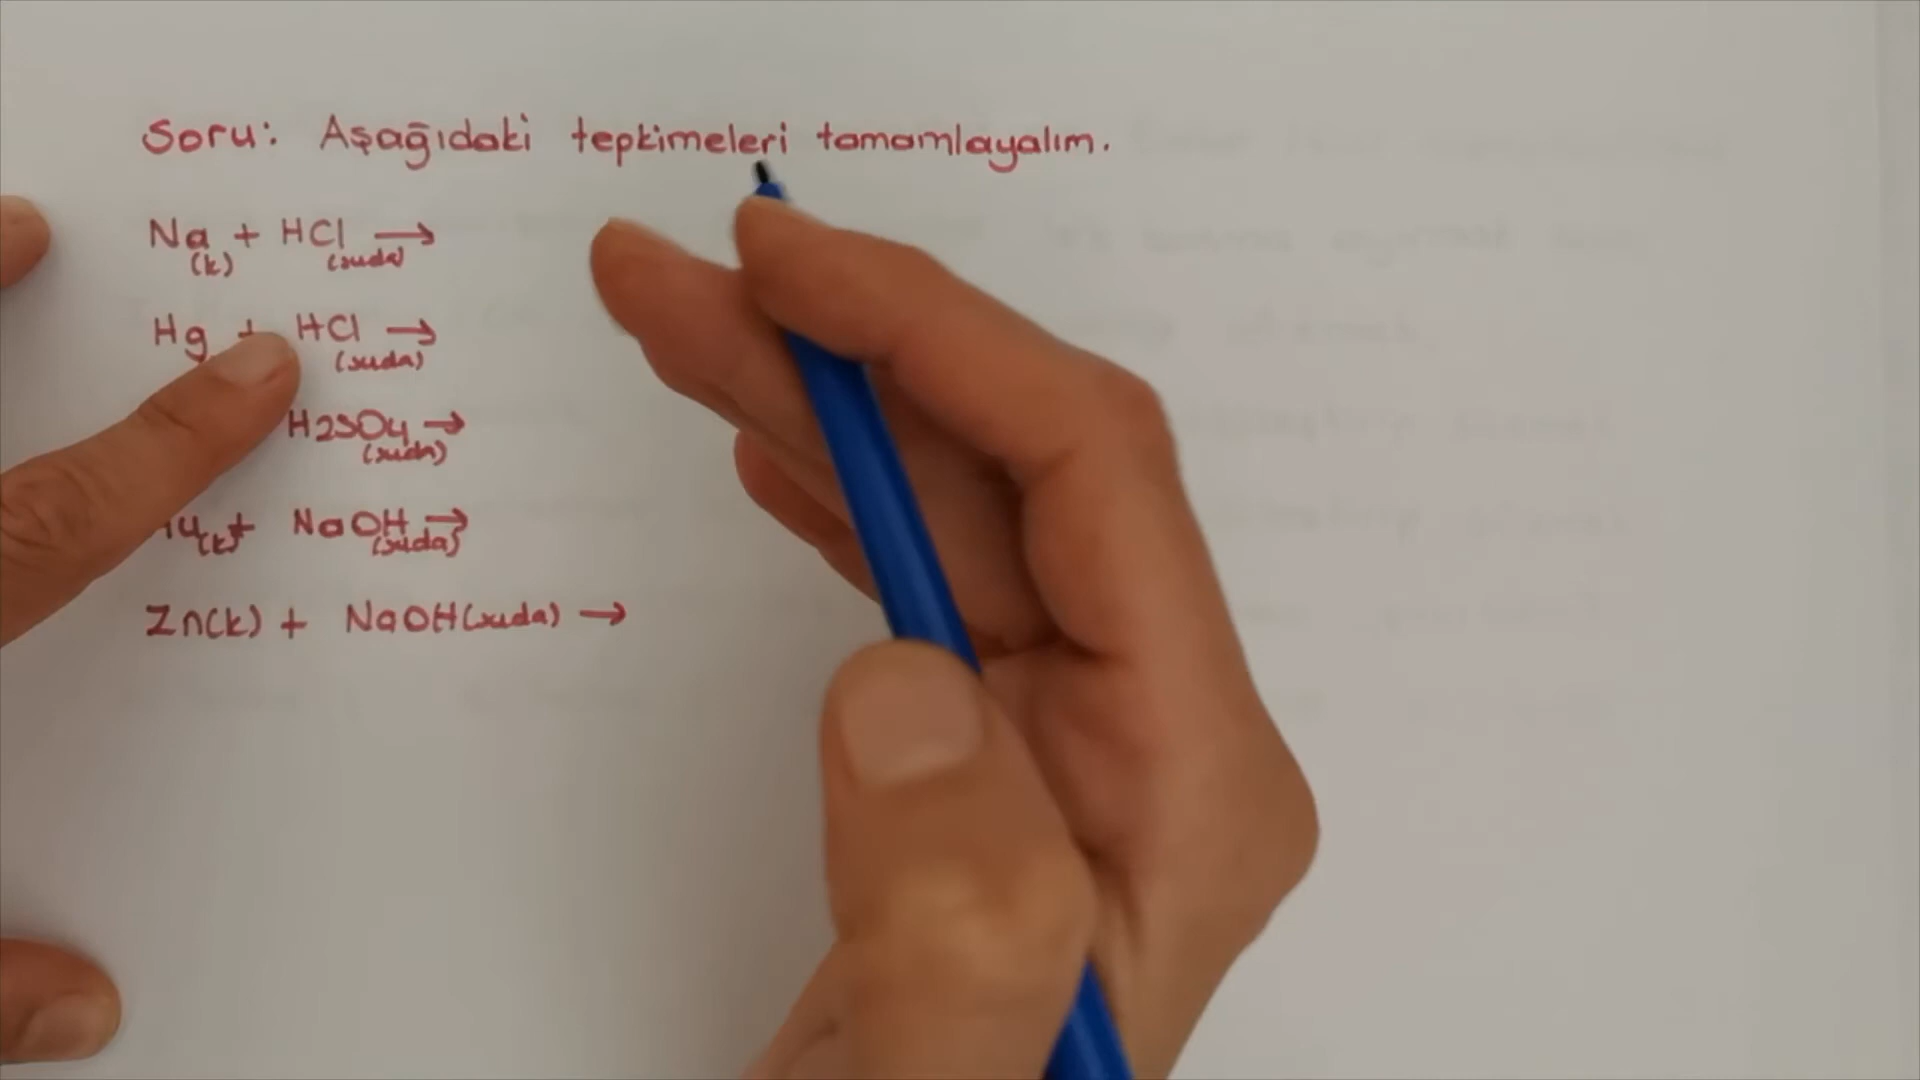 Soru: Aşağıdaki tepkimeleri tamamlayalım.
Na(k) + HCl(suda) →
Hg + HCl(suda) →
H2SO4(suda) →
(k) + NaOH(suda) →
Zn(k) + NaOH(suda) →